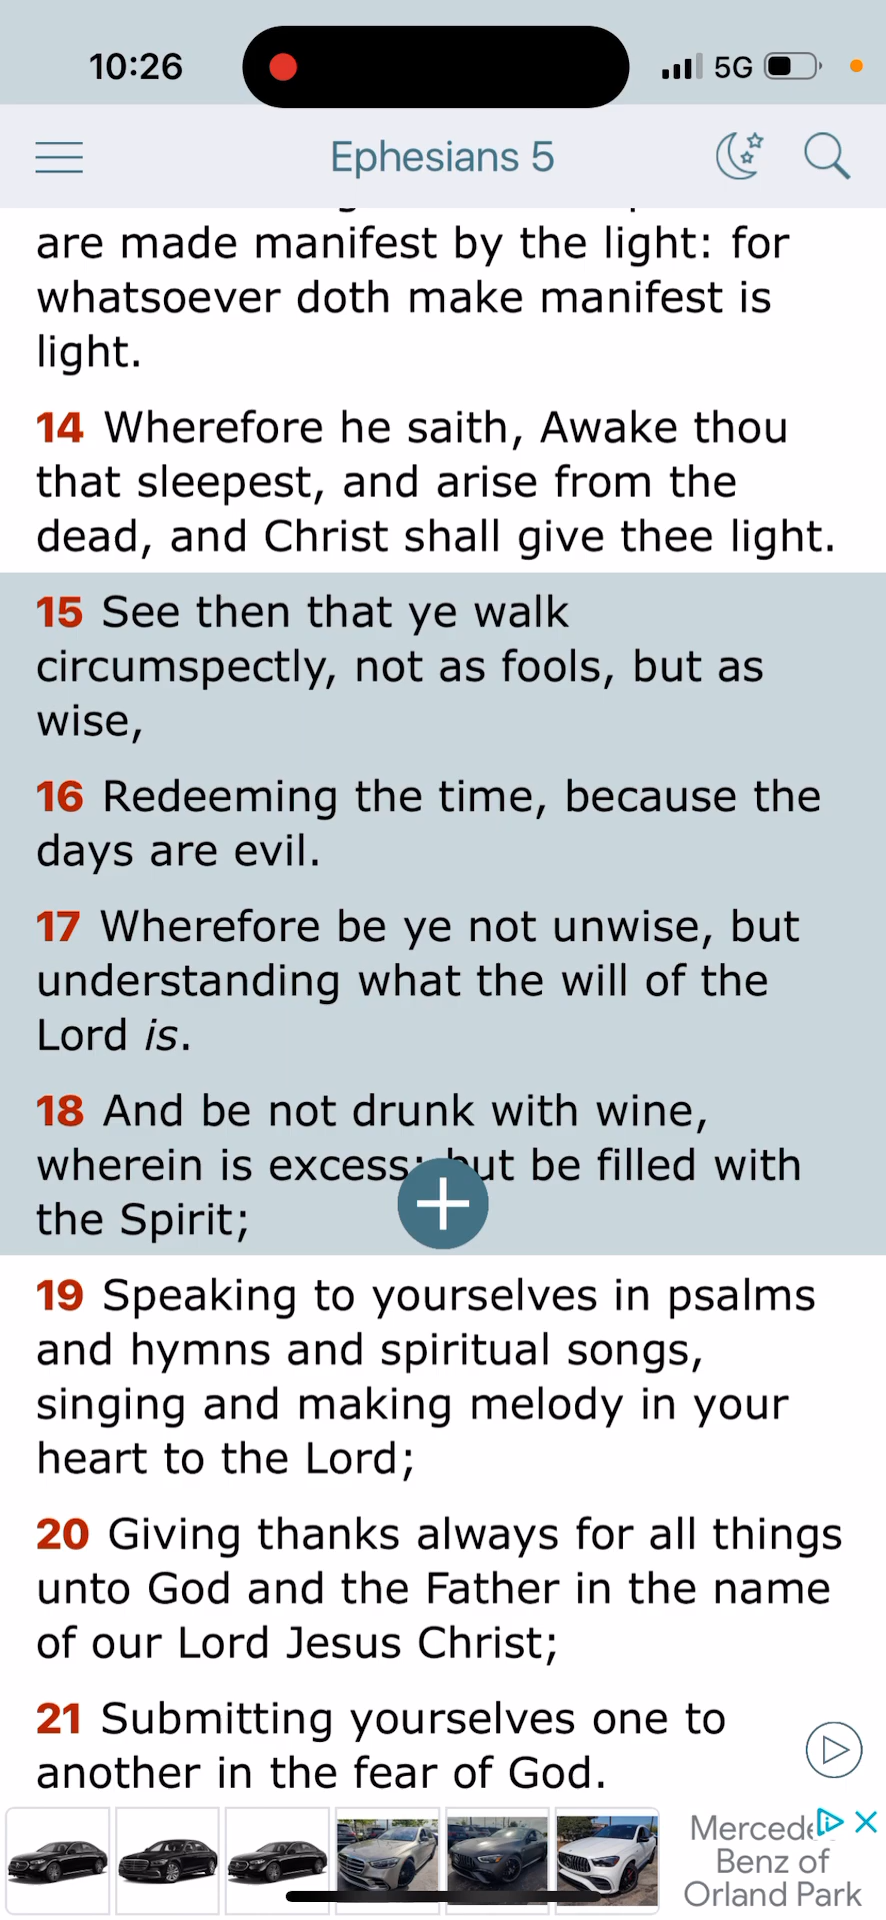 10:26
5G
Ephesians 5
are made manifest by the light: for
whatsoever doth make manifest is
light.
14 Wherefore he saith, Awake thou
that sleepest, and arise from the
dead, and Christ shall give thee light.
15 See then that ye walk
circumspectly, not as fools, but as
wise,
16 Redeeming the time, because the
days are evil.
17 Wherefore be ye not unwise, but
understanding what the will of the
Lord is.
18 And be not drunk with wine,
wherein is excess; but be filled with
the Spirit;
19 Speaking to yourselves in psalms
and hymns and spiritual songs,
singing and making melody in your
heart to the Lord;
20 Giving thanks always for all things
unto God and the Father in the name
of our Lord Jesus Christ;
21 Submitting yourselves one to
another in the fear of God.
Mercede
Benz of
Orland Park